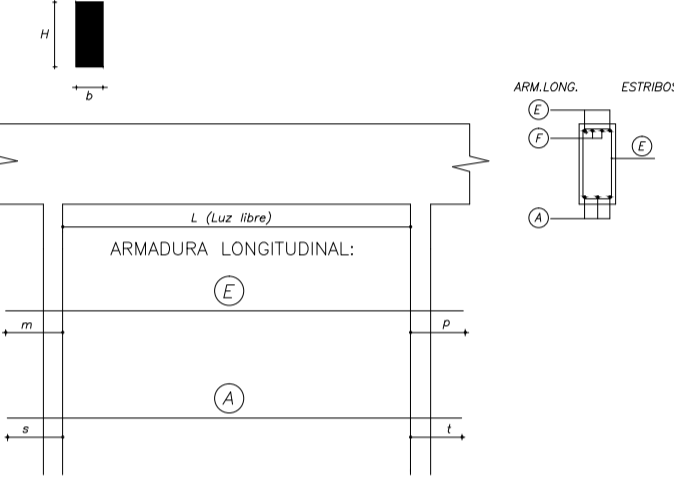 H
b
ARM.LONG. ESTRIBOS
E
F
E
A
L (Luz libre)
ARMADURA LONGITUDINAL:
E
m p
A
s t